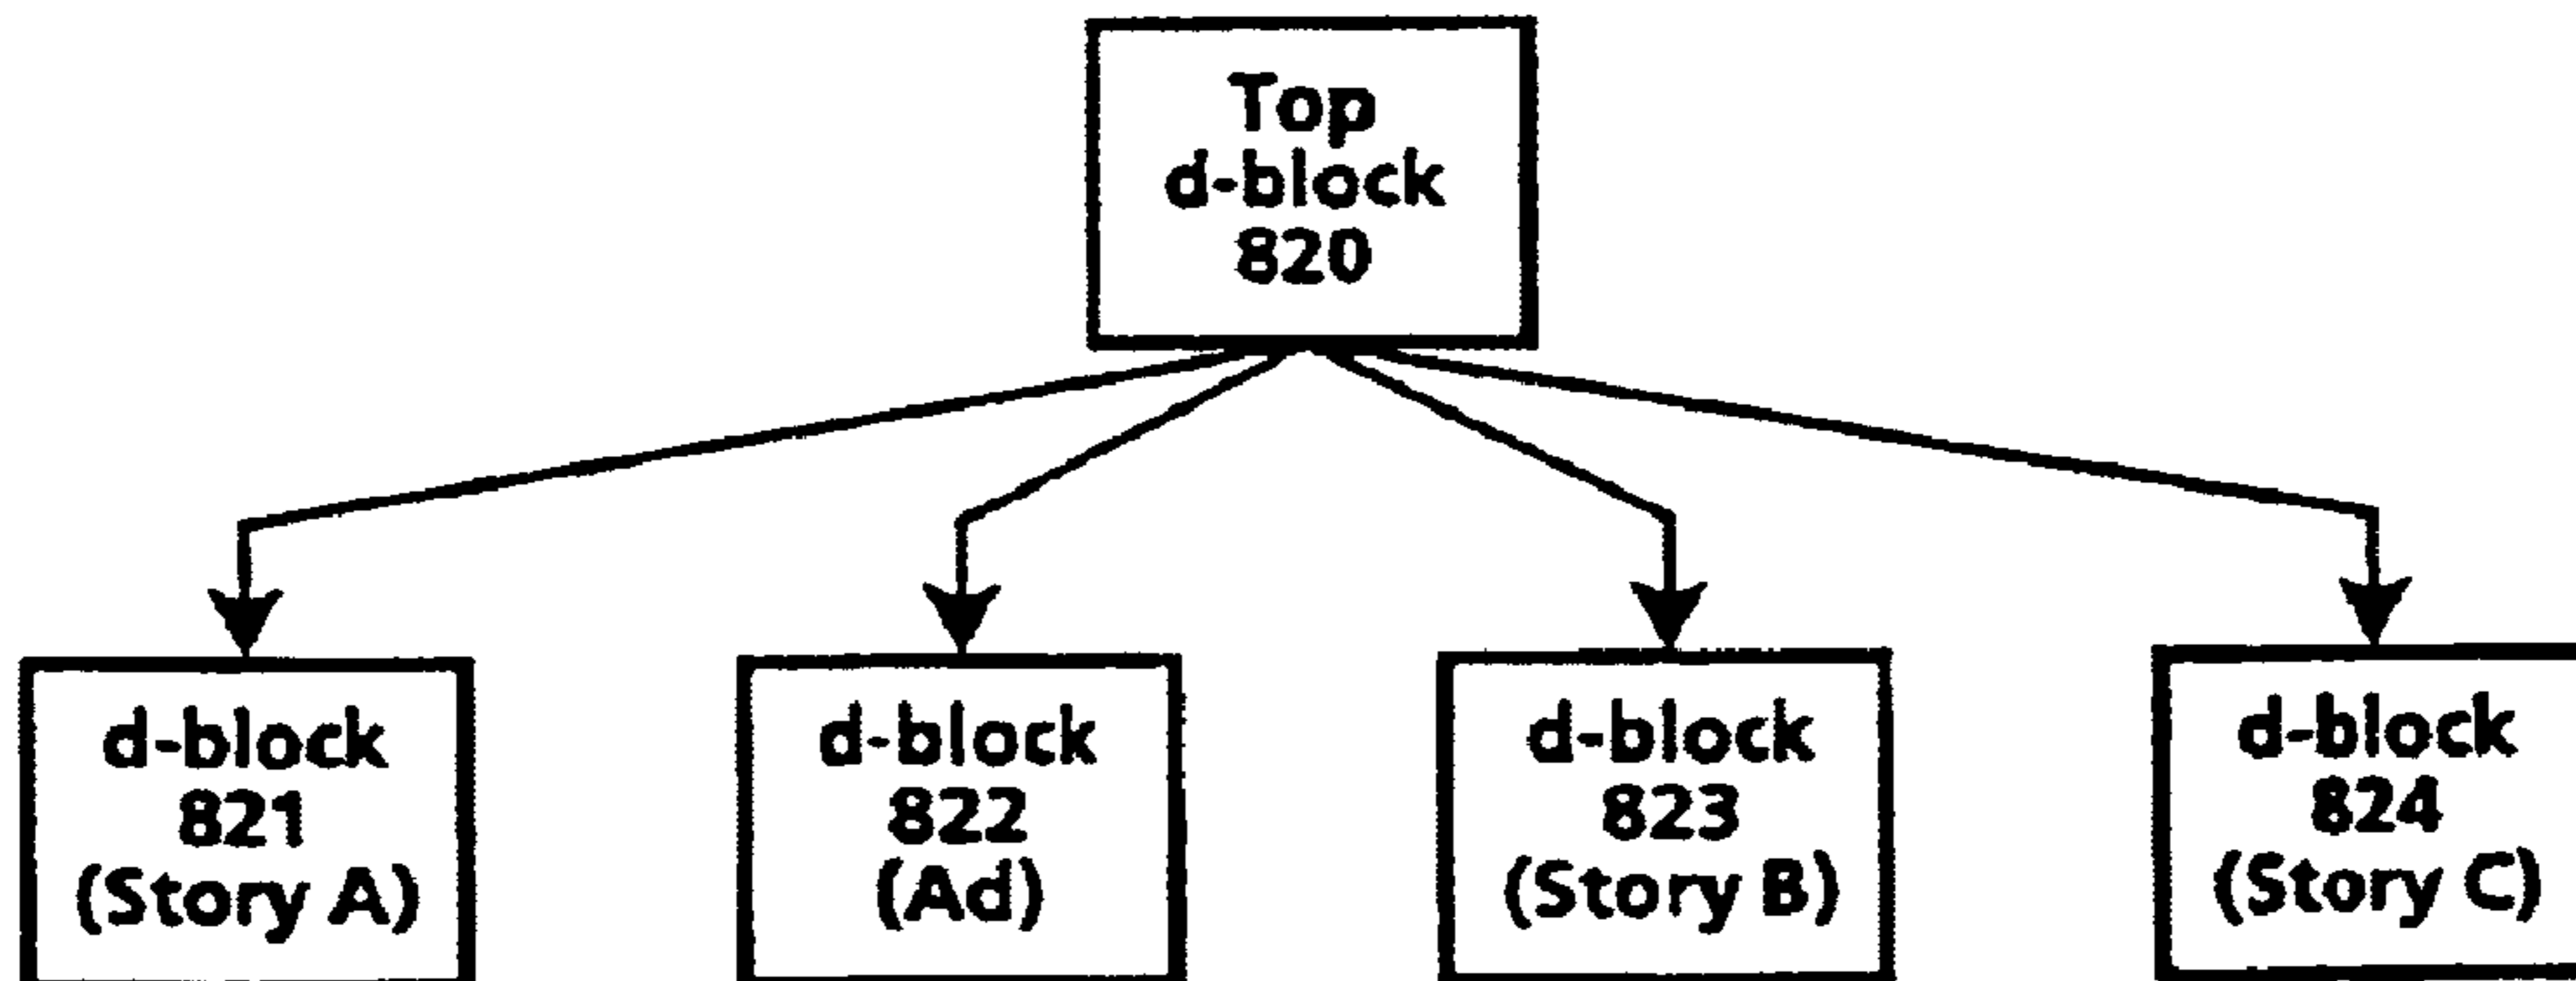 Top
d-block
820
d-block
821
(Story A)
d-block
822
(Ad)
d-block
823
(Story B)
d-block
824
(Story C)